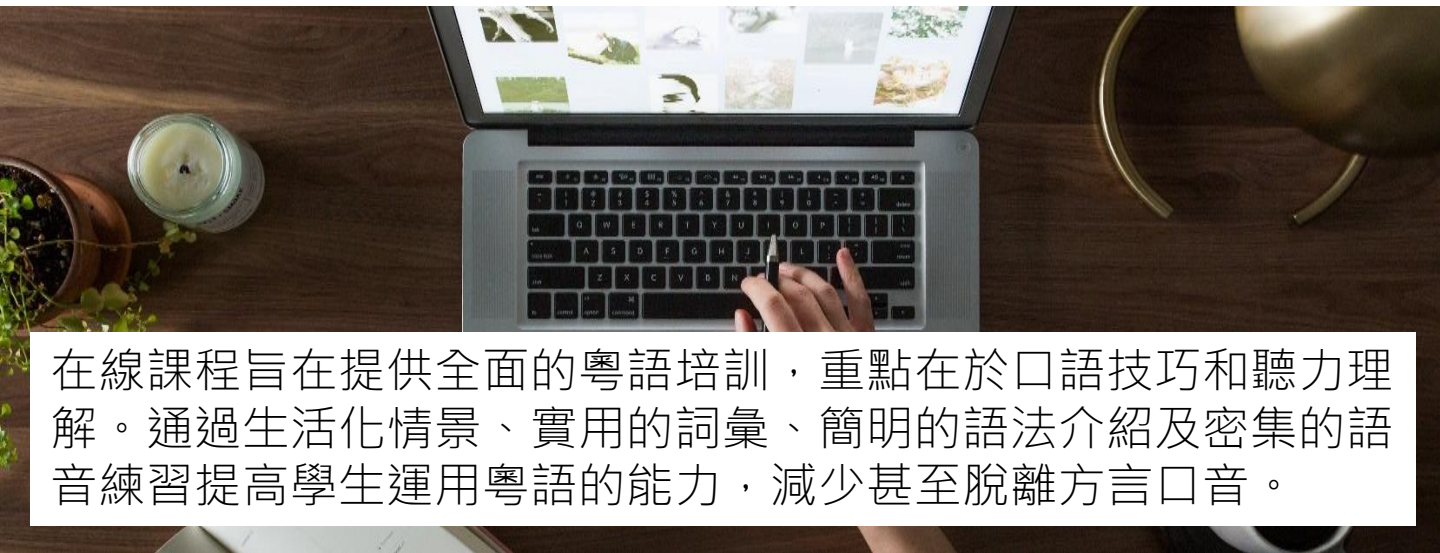 在線課程旨在提供全面的粵語培訓，重點在於口語技巧和聽力理
解。通過生活化情景、實用的詞彙、簡明的語法介紹及密集的語
音練習提高學生運用粵語的能力，減少甚至脫離方言口音。